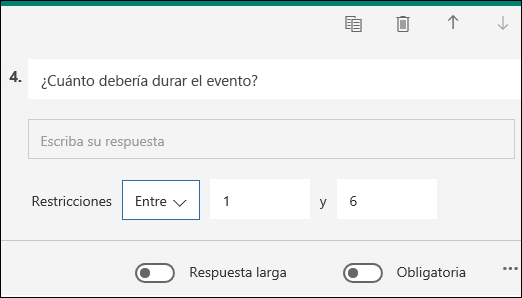 4. ¿Cuánto debería durar el evento?
Escriba su respuesta
Restricciones Entre 1 y 6
Respuesta larga Obligatoria ...